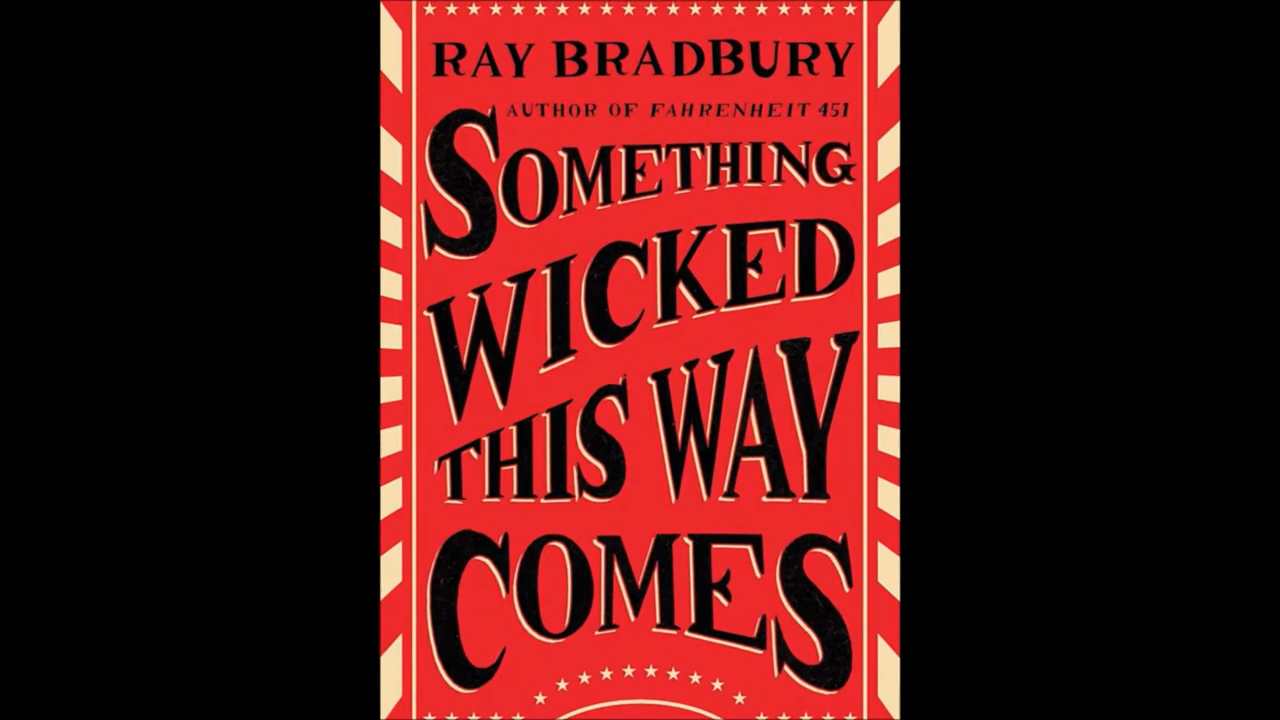 RAY BRADBURY
AUTHOR OF FAHRENHEIT 451
SOMETHING
WICKED
THIS WAY
COMES